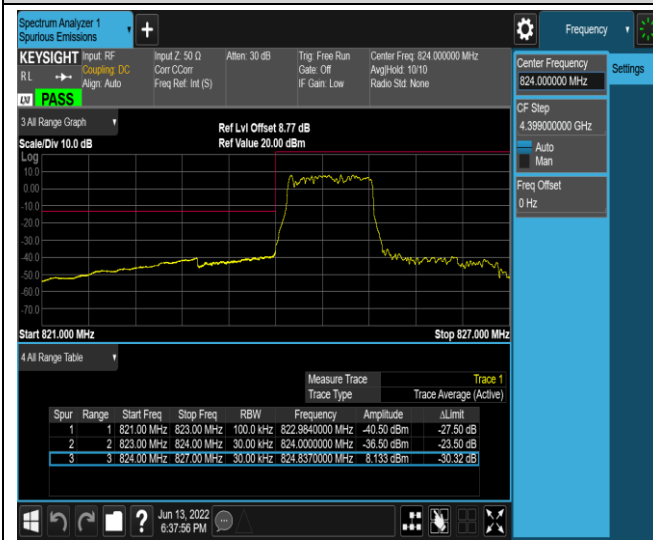 Spectrum Analyzer 1
Spurious Emissions
+
Frequency
KEYSIGHT Input: RF Input Z: 50 Ω Atten: 30 dB Trig: Free Run Center Freq: 824.000000 MHz
RL Coupling: DC Corr CCorr Gate: Off Avg|Hold: 10/10
Align: Auto Freq Ref: Int (S) IF Gain: Low Radio Std: None
LXI PASS
Center Frequency
824.000000 MHz
Settings
CF Step
4.399000000 GHz
Auto
Man
Freq Offset
0 Hz
3 All Range Graph
Ref Lvl Offset 8.77 dB
Scale/Div 10.0 dB Ref Value 20.00 dBm
Log
10.0
0.00
-10.0
-20.0
-30.0
-40.0
-50.0
-60.0
-70.0
Start 821.000 MHz Stop 827.000 MHz
4 All Range Table
Measure Trace Trace 1
Trace Type Trace Average (Active)
Spur Range Start Freq Stop Freq RBW Frequency Amplitude ΔLimit
1 1 821.00 MHz 823.00 MHz 100.0 kHz 822.9840000 MHz -40.50 dBm -27.50 dB
2 2 823.00 MHz 824.00 MHz 30.00 kHz 824.0000000 MHz -36.50 dBm -23.50 dB
3 3 824.00 MHz 827.00 MHz 30.00 kHz 824.8370000 MHz 8.133 dBm -30.32 dB
? Jun 13, 2022
6:37:56 PM